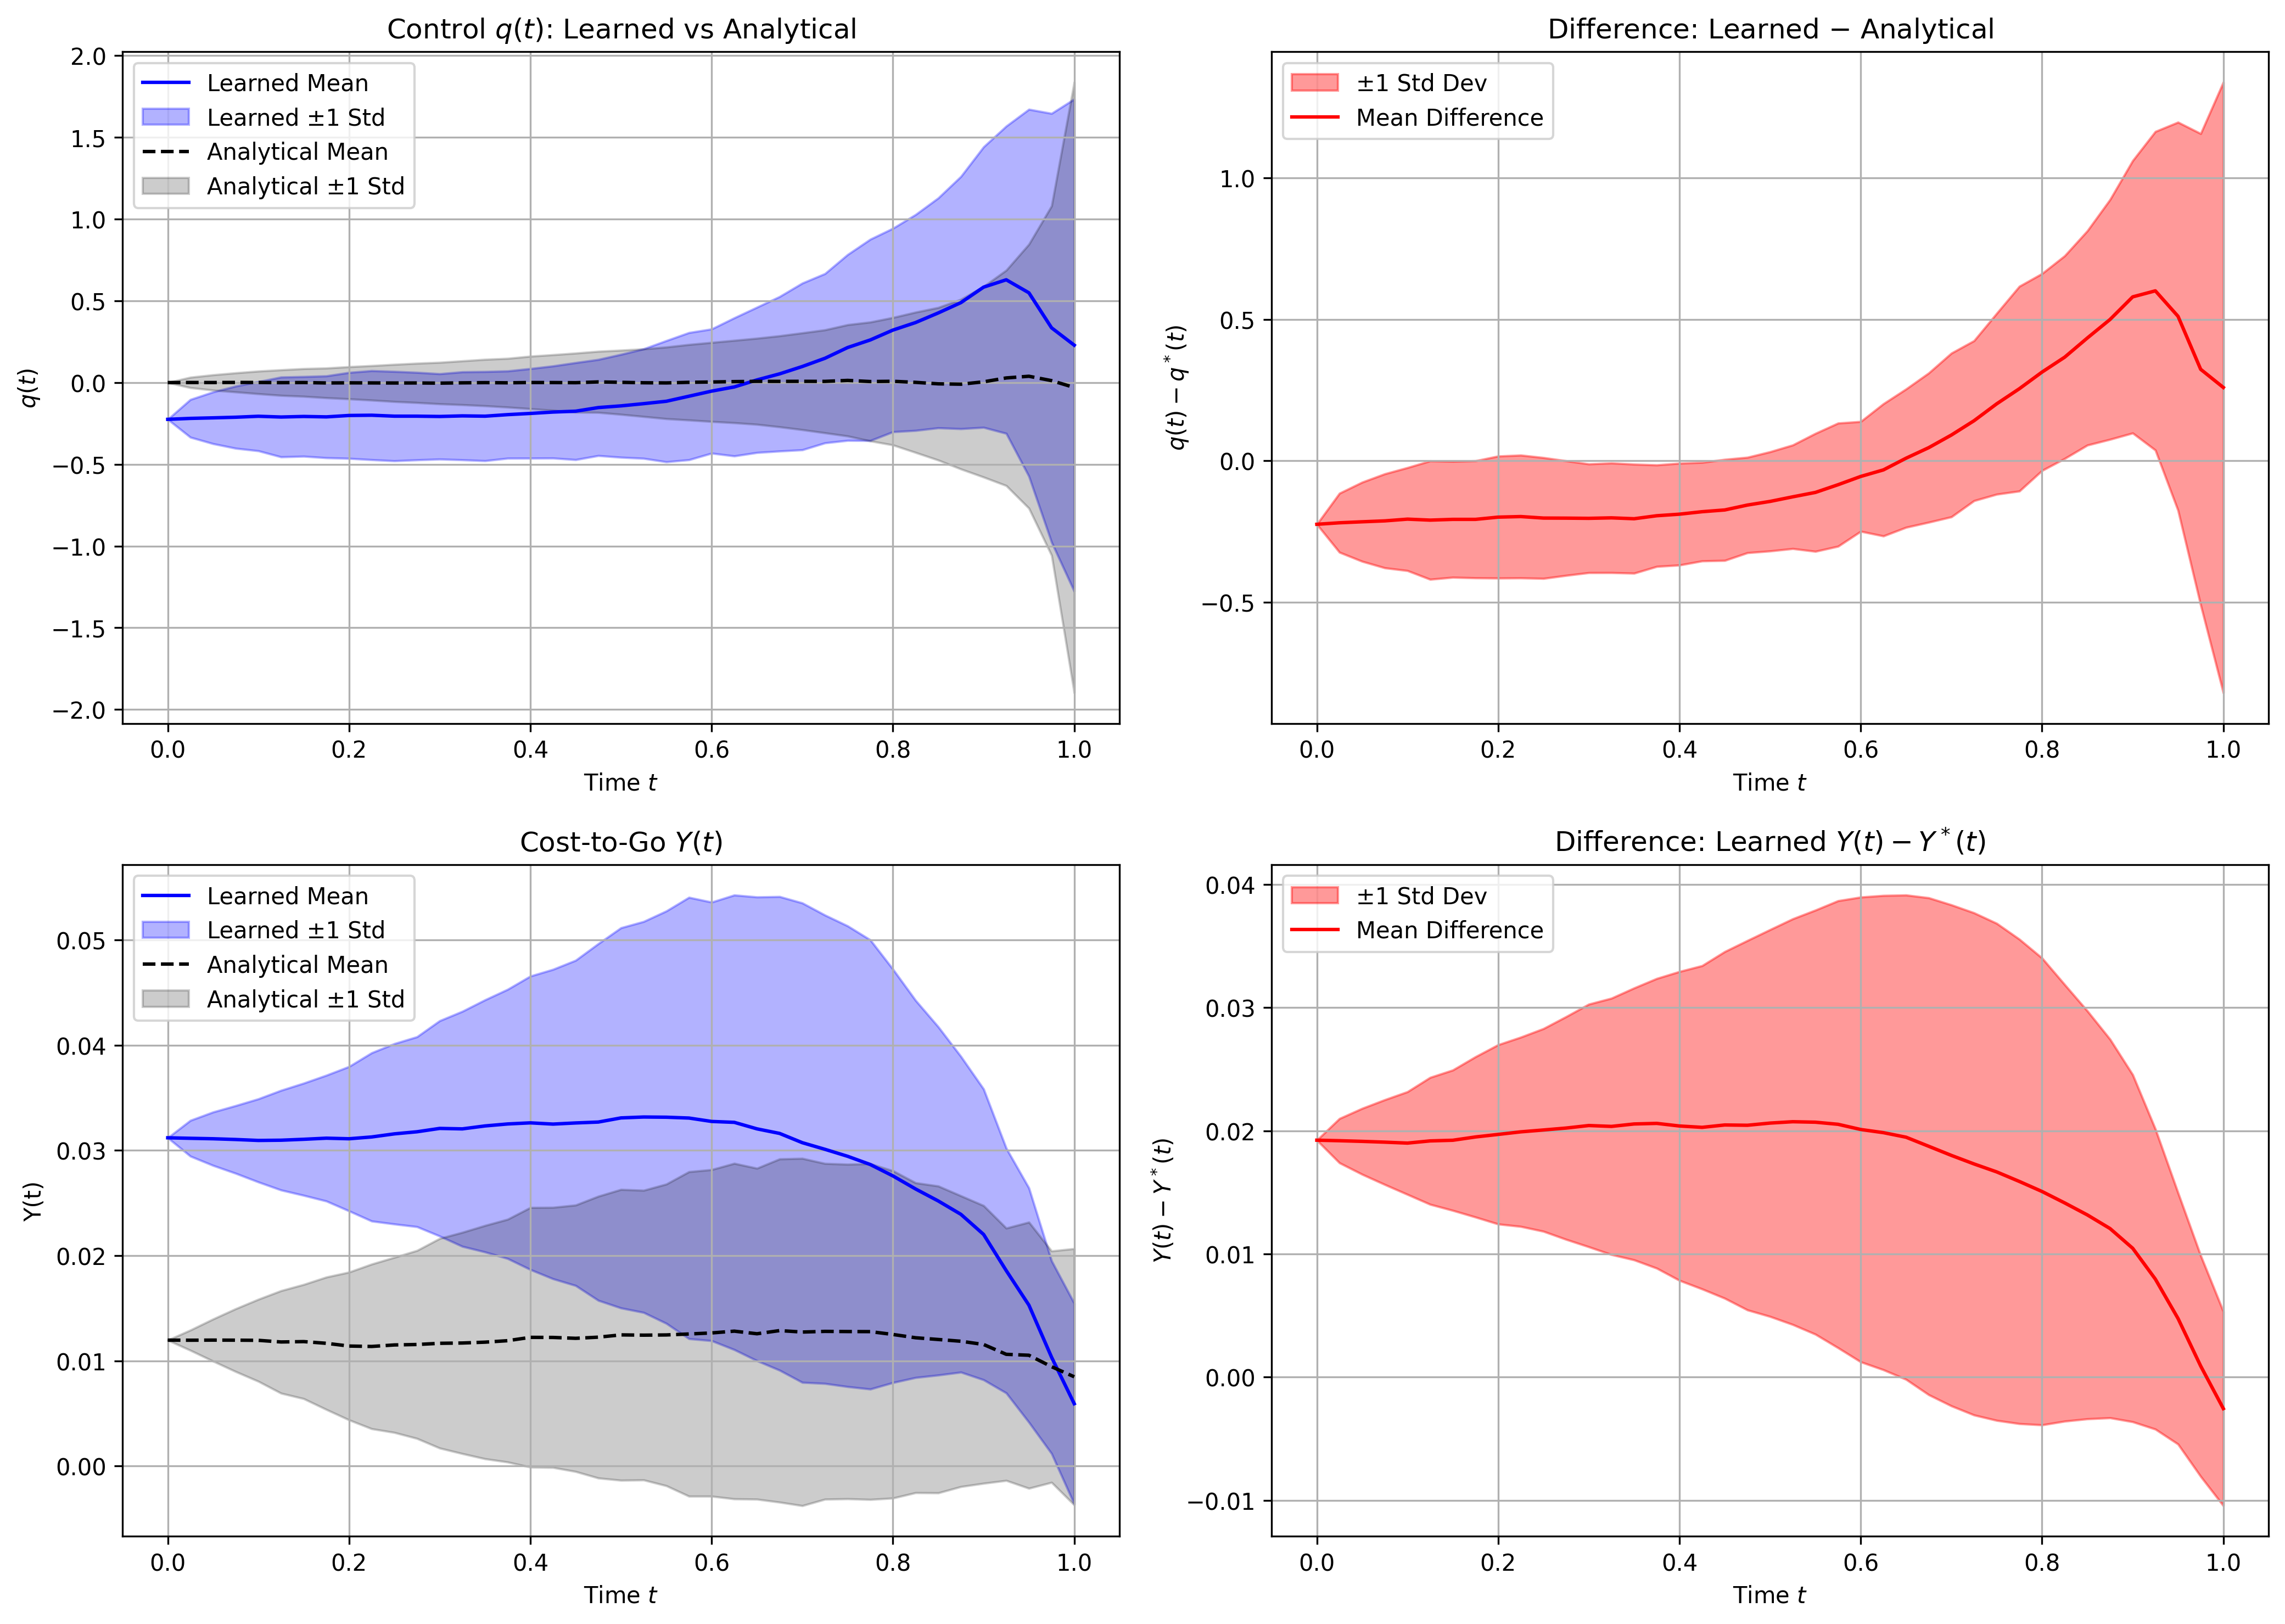 Control q(t): Learned vs Analytical
Learned Mean
Learned ±1 Std
Analytical Mean
Analytical ±1 Std
q(t)
2.0
1.5
1.0
0.5
0.0
−0.5
−1.0
−1.5
−2.0
0.0 0.2 0.4 0.6 0.8 1.0
Time t
Difference: Learned − Analytical
±1 Std Dev
Mean Difference
q(t) − q*(t)
1.0
0.5
0.0
−0.5
0.0 0.2 0.4 0.6 0.8 1.0
Time t
Cost-to-Go Y(t)
Learned Mean
Learned ±1 Std
Analytical Mean
Analytical ±1 Std
Y(t)
0.05
0.04
0.03
0.02
0.01
0.00
0.0 0.2 0.4 0.6 0.8 1.0
Time t
Difference: Learned Y(t) − Y*(t)
±1 Std Dev
Mean Difference
Y(t) − Y*(t)
0.04
0.03
0.02
0.01
0.00
−0.01
0.0 0.2 0.4 0.6 0.8 1.0
Time t